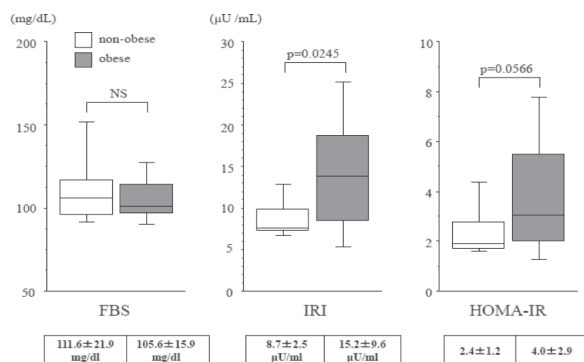 (mg/dL)
200
150
100
50
non-obese
obese
NS
FBS
111.6±21.9
mg/dl
105.6±15.9
mg/dl
(μU /mL)
30
25
20
15
10
5
0
p=0.0245
IRI
8.7±2.5
μU/ml
15.2±9.6
μU/ml
10
8
6
4
2
0
p=0.0566
HOMA-IR
2.4±1.2
4.0±2.9